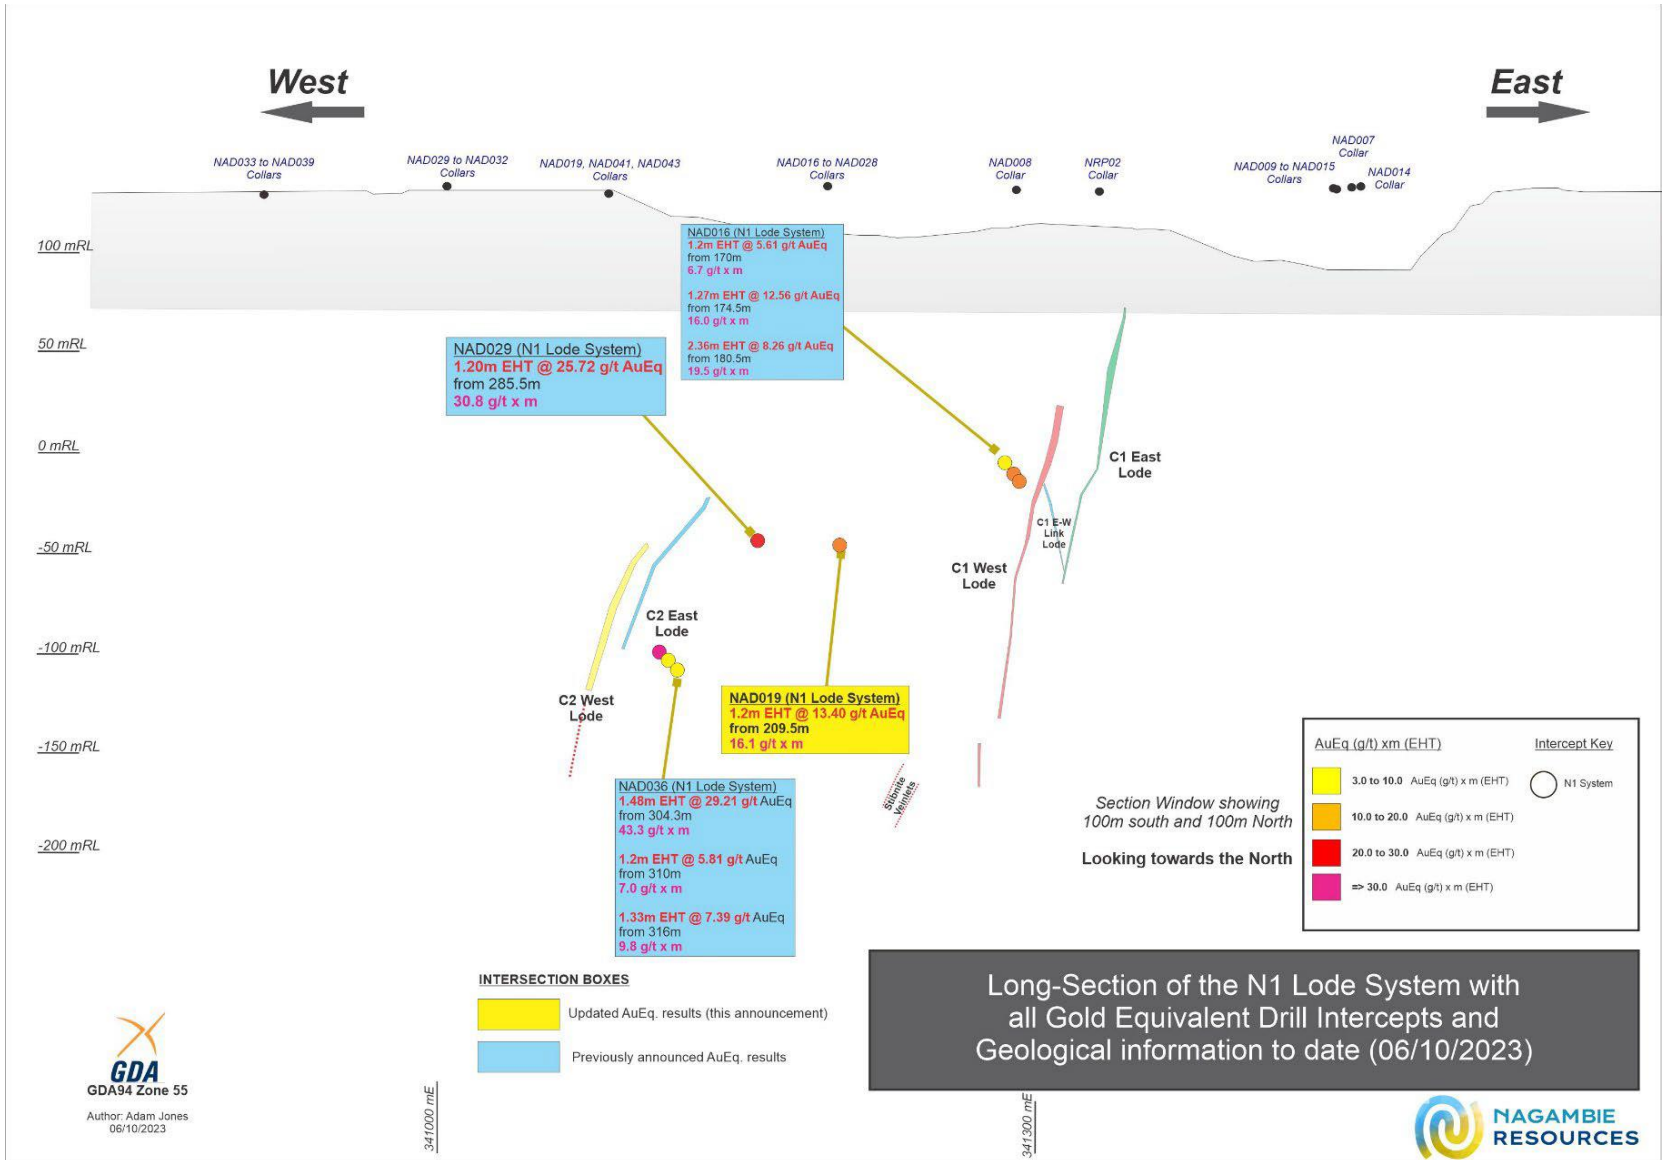 West
East
NAD033 to NAD039
Collars
NAD029 to NAD032
Collars
NAD019, NAD041, NAD043
Collars
NAD016 to NAD028
Collars
NAD008
Collar
NRP02
Collar
NAD009 to NAD015
Collars
NAD007
Collar
NAD014
Collar
100 mRL
50 mRL
0 mRL
-50 mRL
-100 mRL
-150 mRL
-200 mRL
NAD016 (N1 Lode System)
1.2m EHT @ 5.61 g/t AuEq
from 170m
6.7 g/t x m
1.27m EHT @ 12.56 g/t AuEq
from 174.5m
16.0 g/t x m
2.36m EHT @ 8.26 g/t AuEq
from 180.5m
19.5 g/t x m
NAD029 (N1 Lode System)
1.20m EHT @ 25.72 g/t AuEq
from 285.5m
30.8 g/t x m
C1 East
Lode
C1 E-W
Link
Lode
C1 West
Lode
C2 East
Lode
C2 West
Lode
NAD019 (N1 Lode System)
1.2m EHT @ 13.40 g/t AuEq
from 209.5m
16.1 g/t x m
Stibnite
Veinlets
NAD036 (N1 Lode System)
1.48m EHT @ 29.21 g/t AuEq
from 304.3m
43.3 g/t x m
1.2m EHT @ 5.81 g/t AuEq
from 310m
7.0 g/t x m
1.33m EHT @ 7.39 g/t AuEq
from 316m
9.8 g/t x m
Section Window showing
100m south and 100m North
Looking towards the North
AuEq (g/t) xm (EHT)
Intercept Key
3.0 to 10.0 AuEq (g/t) x m (EHT)
N1 System
10.0 to 20.0 AuEq (g/t) x m (EHT)
20.0 to 30.0 AuEq (g/t) x m (EHT)
=> 30.0 AuEq (g/t) x m (EHT)
INTERSECTION BOXES
Updated AuEq. results (this announcement)
Previously announced AuEq. results
Long-Section of the N1 Lode System with
all Gold Equivalent Drill Intercepts and
Geological information to date (06/10/2023)
GDA
GDA94 Zone 55
Author: Adam Jones
06/10/2023
341000 mE
341300 mE
NAGAMBIE
RESOURCES